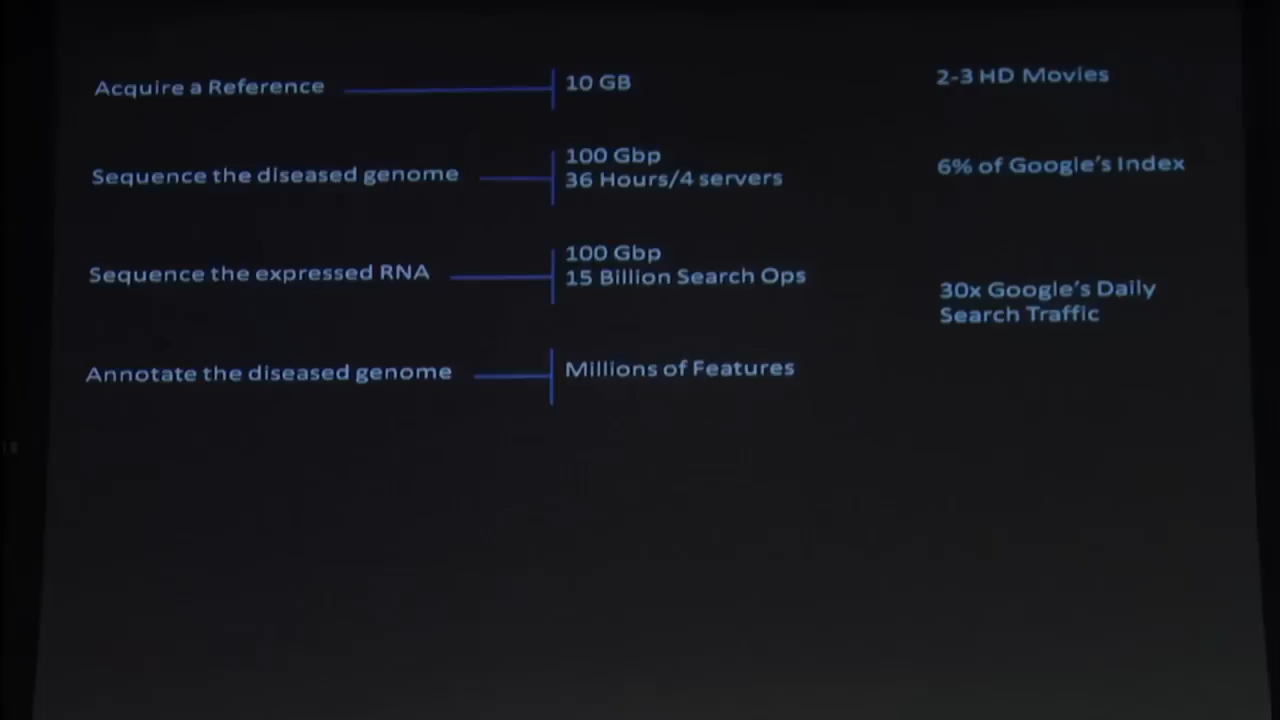 Acquire a Reference
10 GB
2-3 HD Movies
Sequence the diseased genome
100 Gbp
36 Hours/4 servers
6% of Google's Index
Sequence the expressed RNA
100 Gbp
15 Billion Search Ops
30x Google's Daily
Search Traffic
Annotate the diseased genome
Millions of Features